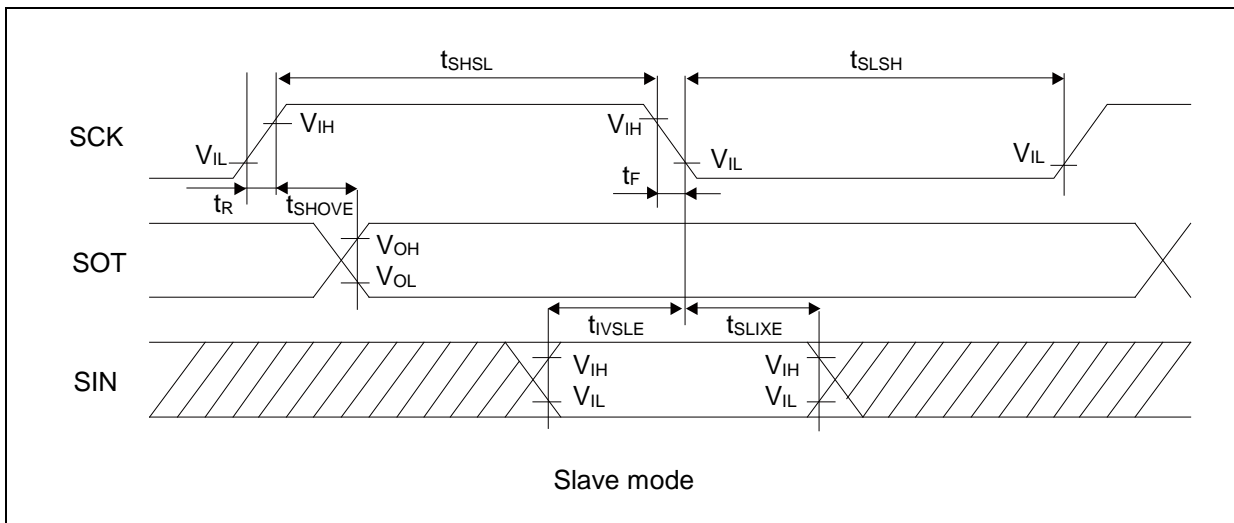 tSHSL
tSLSH
SCK
VIH
VIH
VIL
VIL
VIL
tF
tR
tSHOVE
SOT
VOH
VOL
tIVSLE
tSLIXE
SIN
VIH
VIH
VIL
VIL
Slave mode